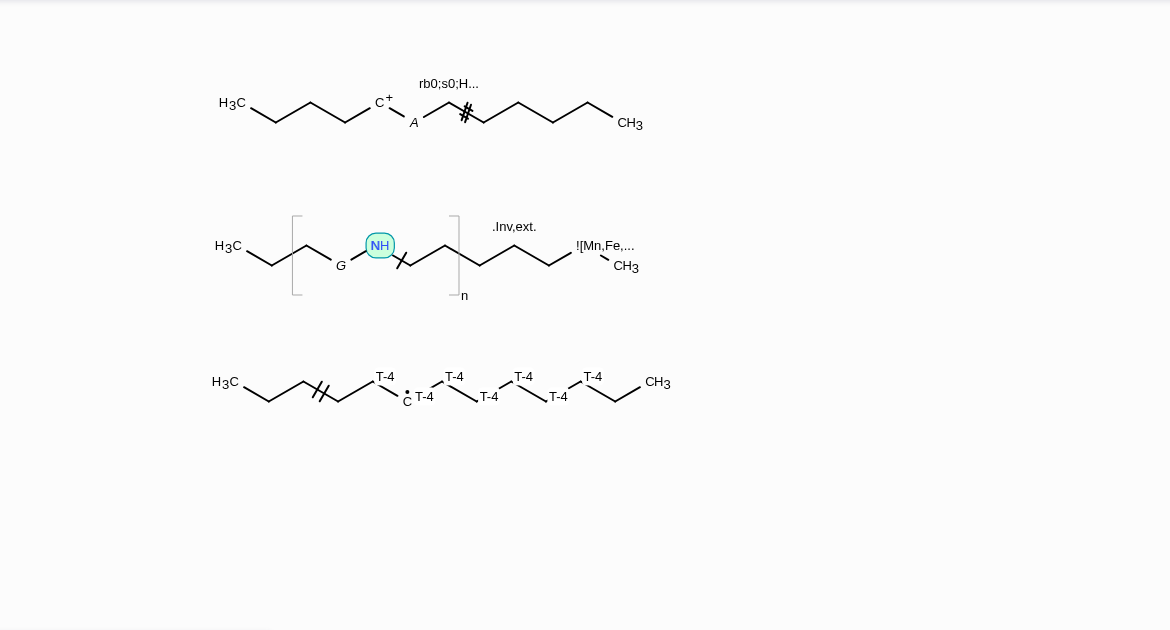 rb0;s0;H...
H3C C+ A CH3
.Inv,ext.
H3C G NH ![Mn,Fe,... CH3
n
T-4 T-4 T-4 T-4
H3C C T-4 T-4 T-4 CH3